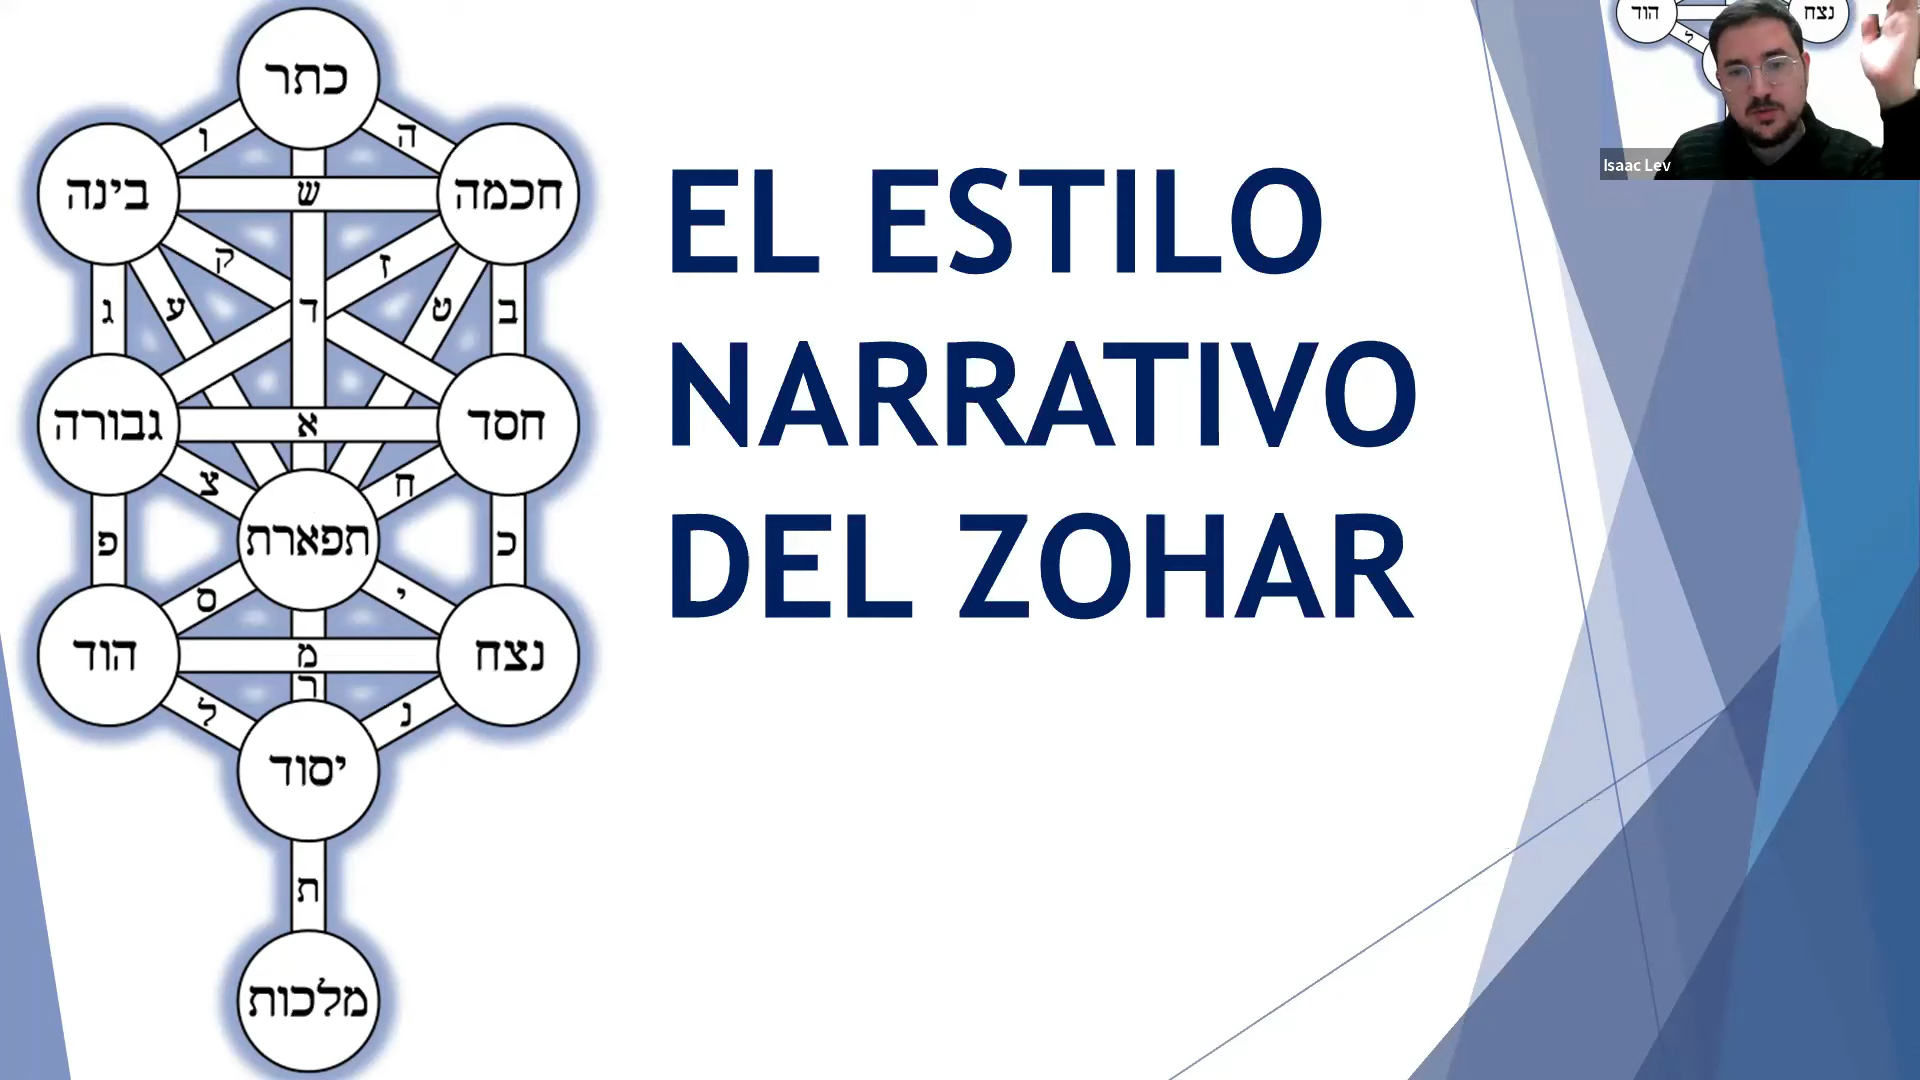 כתר
ה
ו
חכמה
ש
בינה
ז
ק
ב
ט
ד
ע
ג
חסד
א
גבורה
ח
צ
תפארת
כ
פ
י
ס
נצח
מ
הוד
ר
נ
ל
יסוד
ת
מלכות
EL ESTILO
NARRATIVO
DEL ZOHAR
הוד
נצח
ל
Isaac Lev